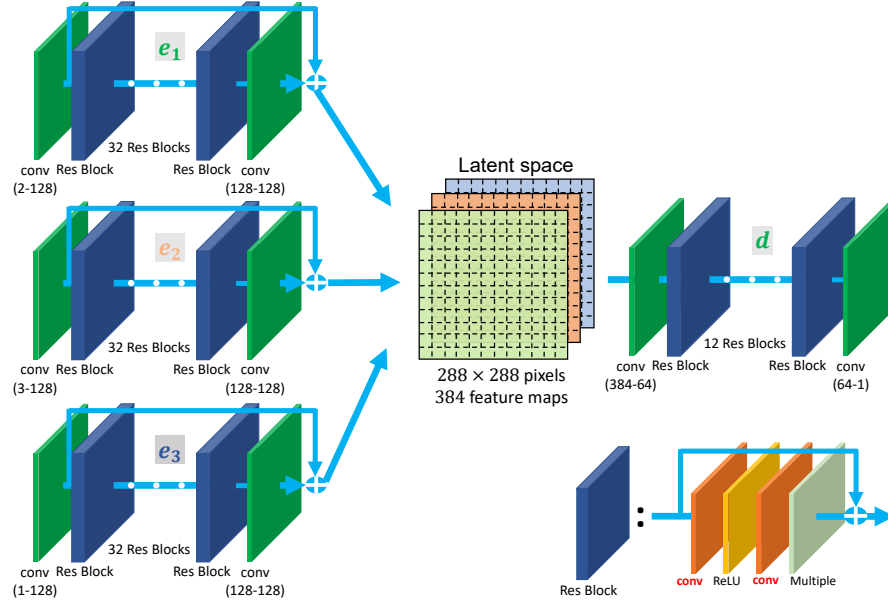 e1
32 Res Blocks
conv
(2-128)
Res Block
Res Block
conv
(128-128)
e2
32 Res Blocks
conv
(3-128)
Res Block
Res Block
conv
(128-128)
e3
32 Res Blocks
conv
(1-128)
Res Block
Res Block
conv
(128-128)
Latent space
288 × 288 pixels
384 feature maps
d
12 Res Blocks
conv
(384-64)
Res Block
Res Block
conv
(64-1)
Res Block
:
conv
ReLU
conv
Multiple